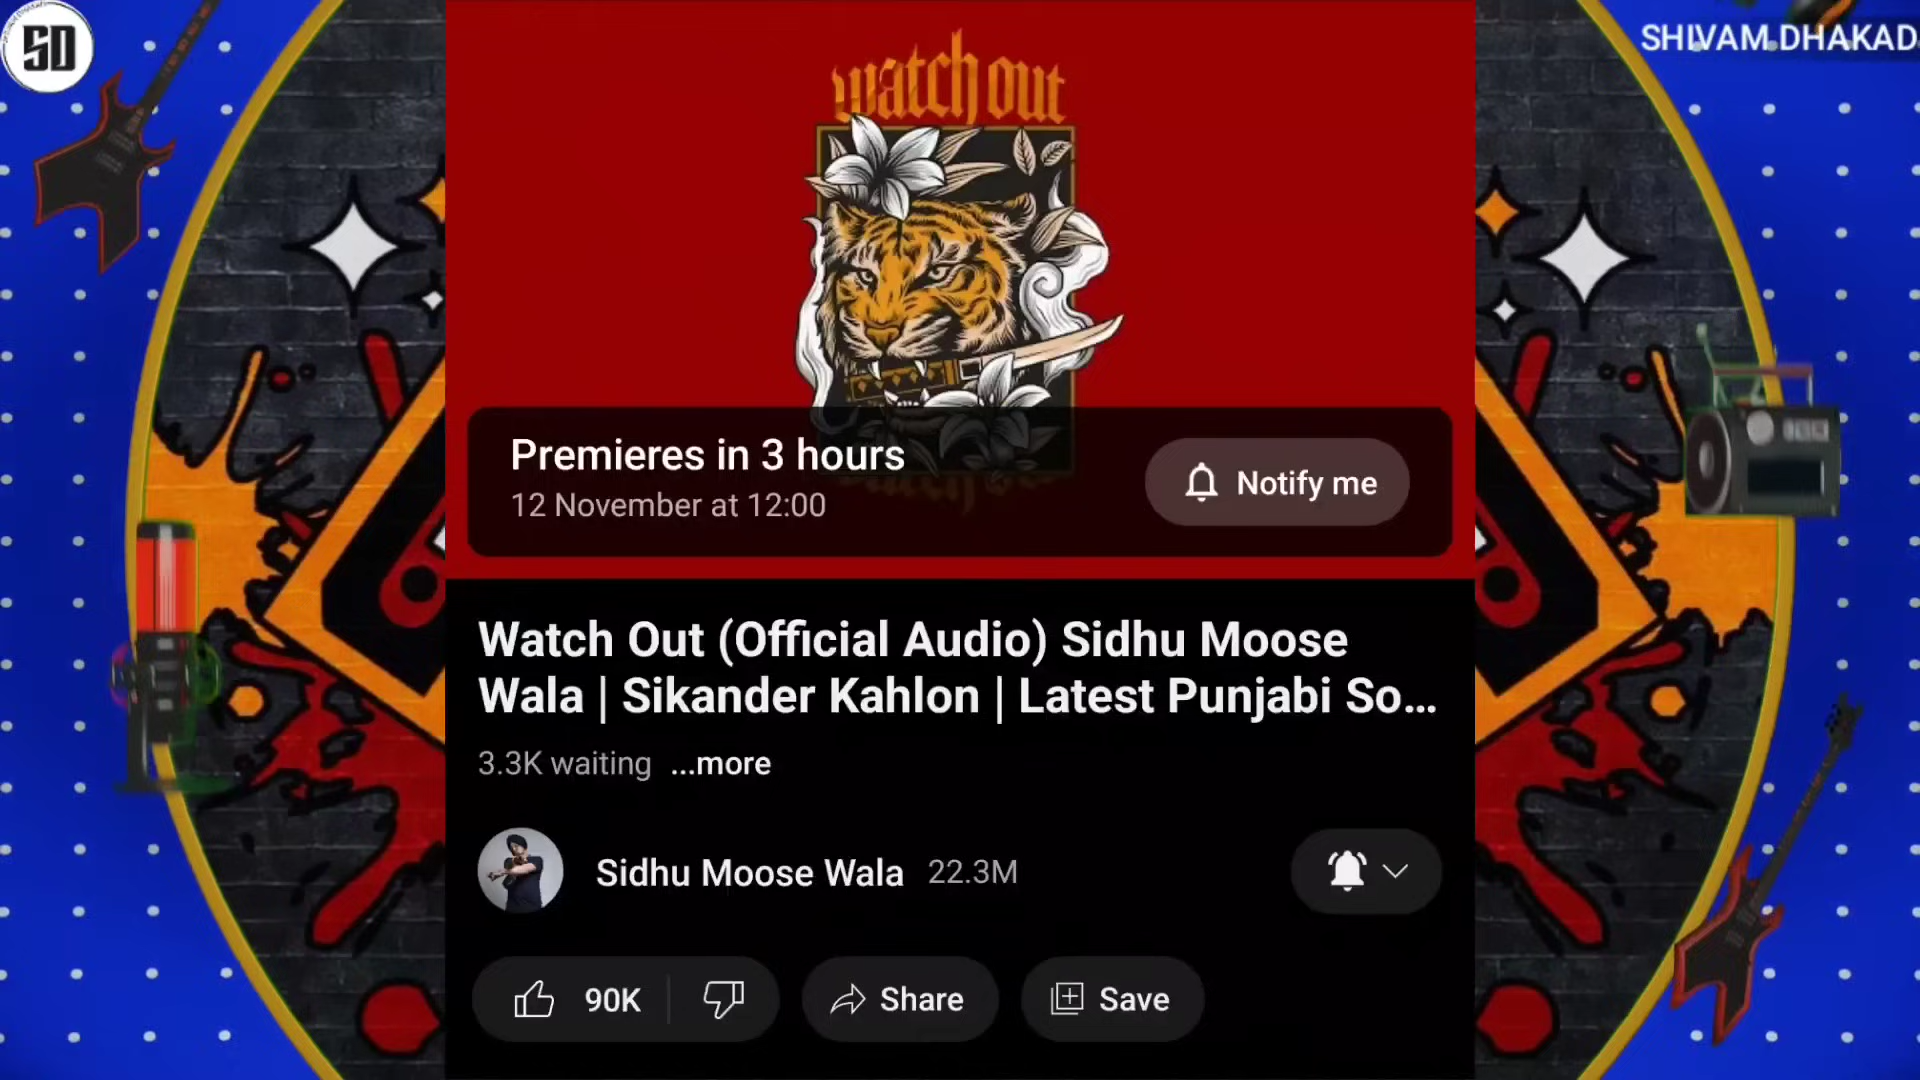 SD
SHIVAM.DHAKAD
watch out
Premieres in 3 hours
12 November at 12:00
Notify me
Watch Out (Official Audio) Sidhu Moose
Wala | Sikander Kahlon | Latest Punjabi So...
3.3K waiting ...more
Sidhu Moose Wala 22.3M
90K
Share
Save